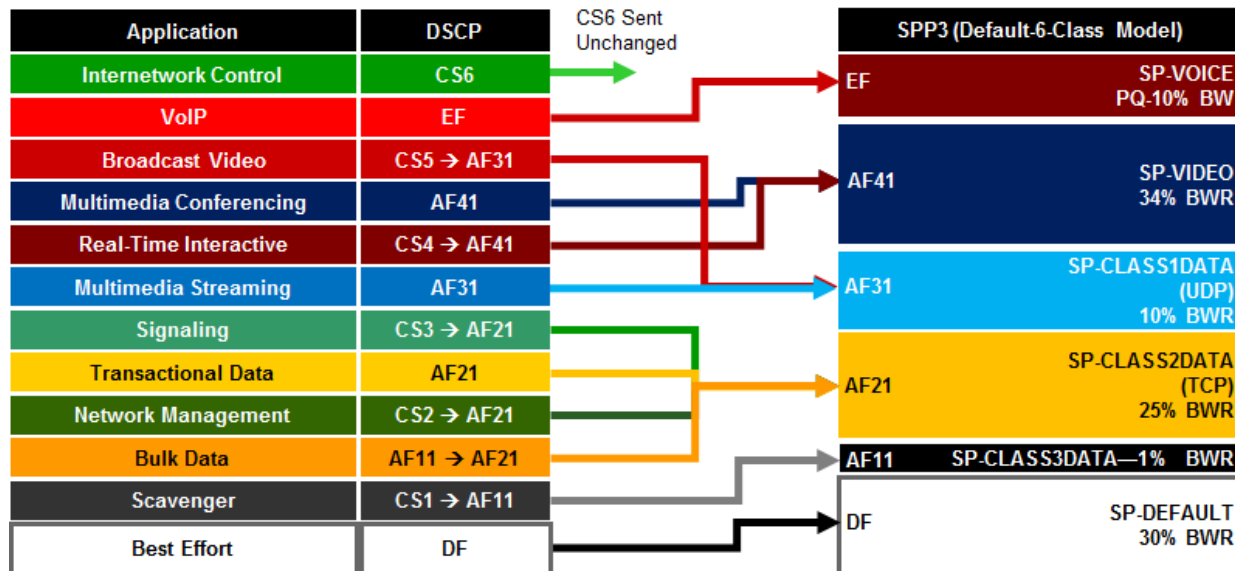 Application DSCP
CS6 Sent
Unchanged
SPP3 (Default-6-Class Model)
Internetwork Control CS6
VoIP EF
Broadcast Video CS5 → AF31
Multimedia Conferencing AF41
Real-Time Interactive CS4 → AF41
Multimedia Streaming AF31
Signaling CS3 → AF21
Transactional Data AF21
Network Management CS2 → AF21
Bulk Data AF11 → AF21
Scavenger CS1 → AF11
Best Effort DF
EF SP-VOICE
PQ-10% BW
AF41 SP-VIDEO
34% BWR
SP-CLASS1DATA
AF31 (UDP)
10% BWR
SP-CLASS2DATA
AF21 (TCP)
25% BWR
AF11 SP-CLASS3DATA—1% BWR
DF SP-DEFAULT
30% BWR